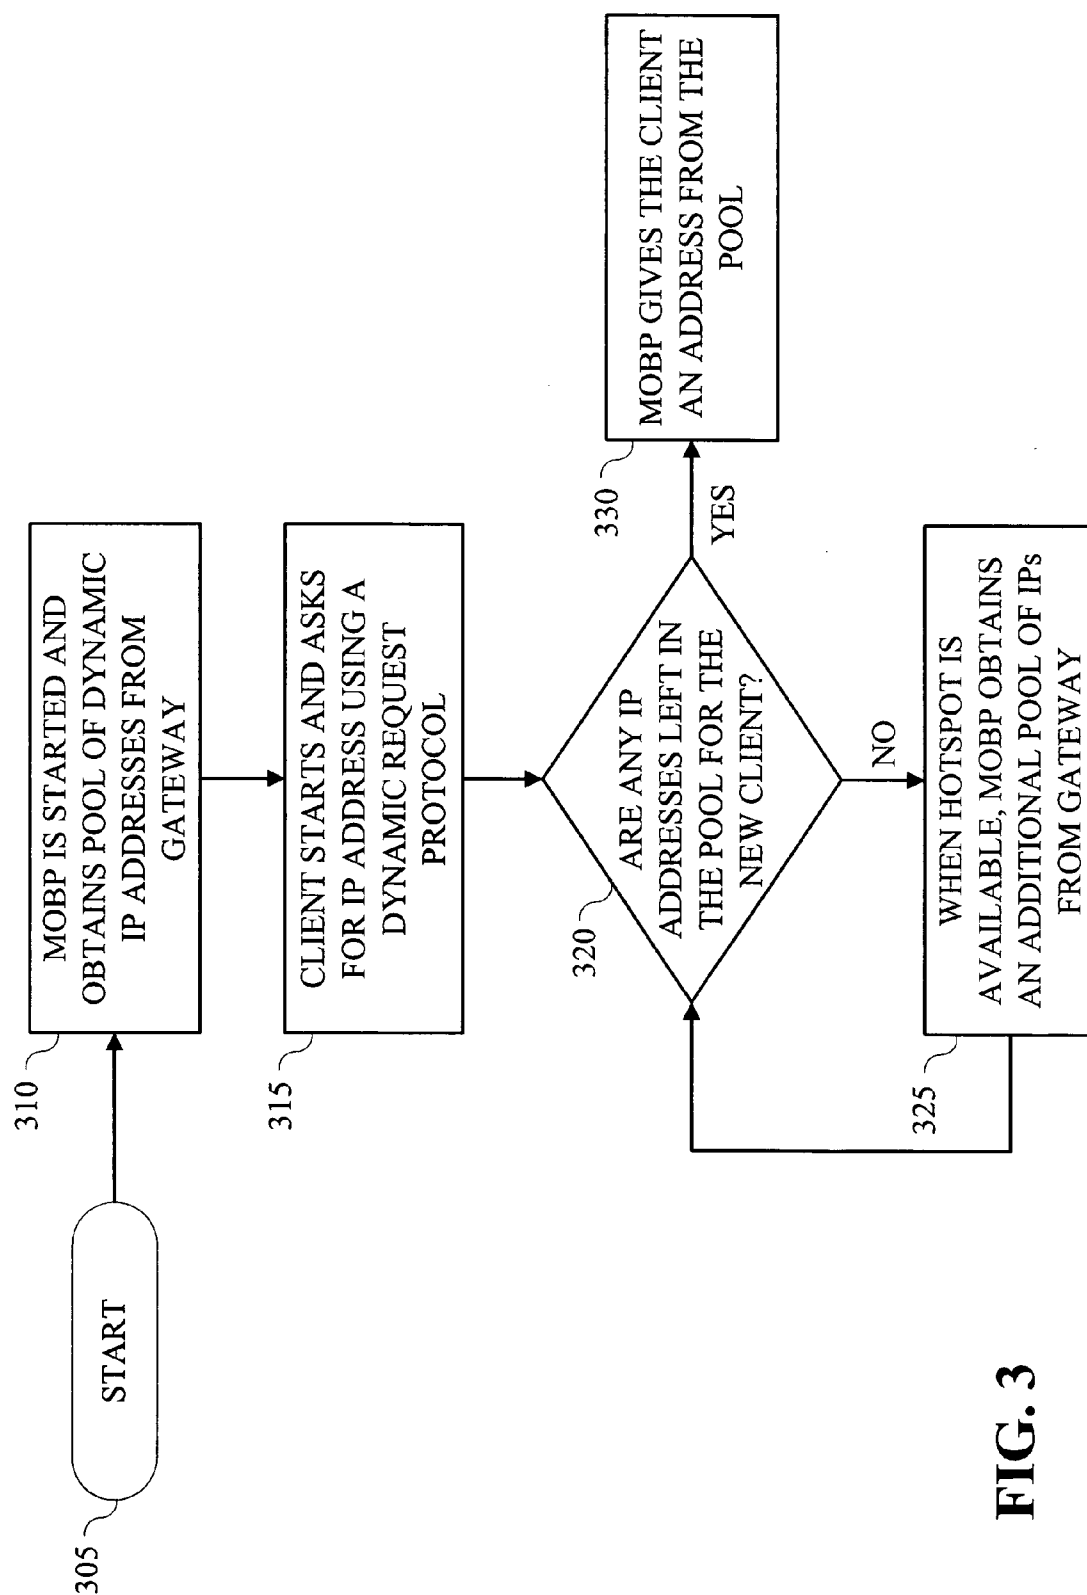 305
START
310
MOBP IS STARTED AND
OBTAINS POOL OF DYNAMIC
IP ADDRESSES FROM
GATEWAY
315
CLIENT STARTS AND ASKS
FOR IP ADDRESS USING A
DYNAMIC REQUEST
PROTOCOL
320
ARE ANY IP
ADDRESSES LEFT IN
THE POOL FOR THE
NEW CLIENT?
YES
330
MOBP GIVES THE CLIENT
AN ADDRESS FROM THE
POOL
NO
325
WHEN HOTSPOT IS
AVAILABLE, MOBP OBTAINS
AN ADDITIONAL POOL OF IPs
FROM GATEWAY
FIG. 3